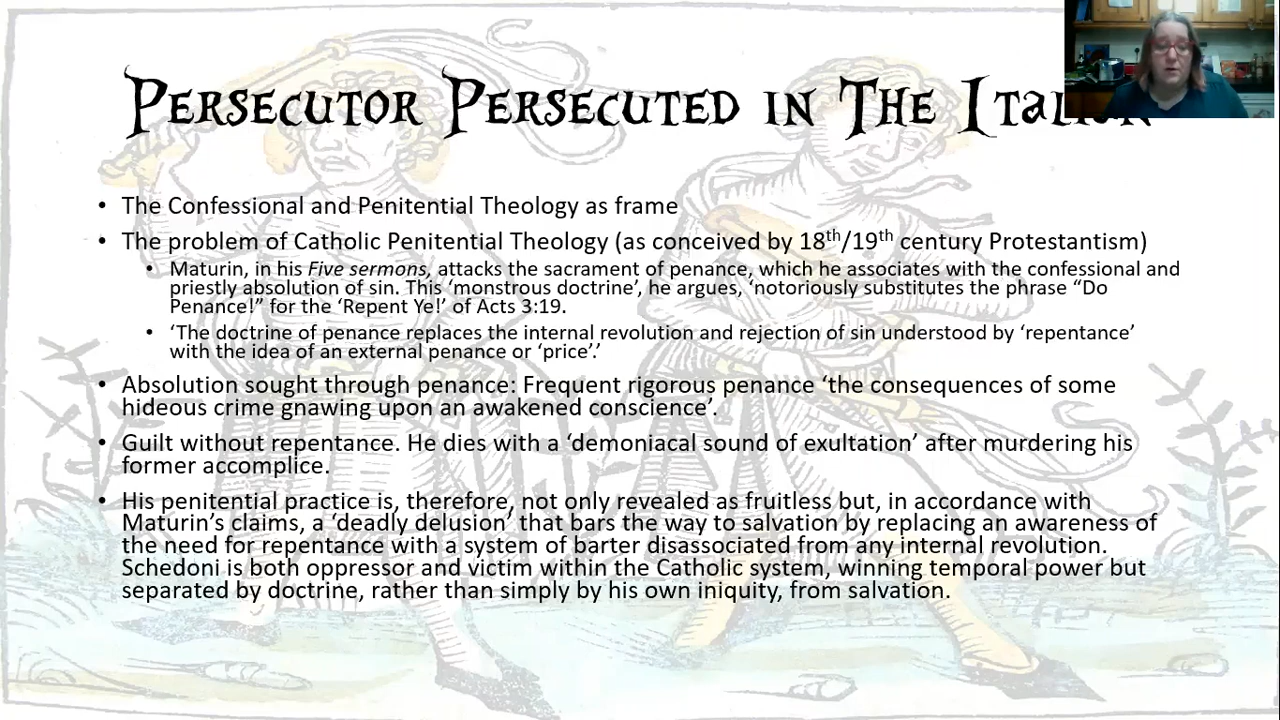 Persecutor Persecuted in The Italian
• The Confessional and Penitential Theology as frame
• The problem of Catholic Penitential Theology (as conceived by 18th/19th century Protestantism)
• Maturin, in his Five sermons, attacks the sacrament of penance, which he associates with the confessional and
priestly absolution of sin. This ‘monstrous doctrine’, he argues, ‘notoriously substitutes the phrase “Do
Penance!” for the ‘Repent Ye!’ of Acts 3:19.
• ‘The doctrine of penance replaces the internal revolution and rejection of sin understood by ‘repentance’
with the idea of an external penance or ‘price’.’
• Absolution sought through penance: Frequent rigorous penance ‘the consequences of some
hideous crime gnawing upon an awakened conscience’.
• Guilt without repentance. He dies with a ‘demoniacal sound of exultation’ after murdering his
former accomplice.
• His penitential practice is, therefore, not only revealed as fruitless but, in accordance with
Maturin’s claims, a ‘deadly delusion’ that bars the way to salvation by replacing an awareness of
the need for repentance with a system of barter disassociated from any internal revolution.
Schedoni is both oppressor and victim within the Catholic system, winning temporal power but
separated by doctrine, rather than simply by his own iniquity, from salvation.